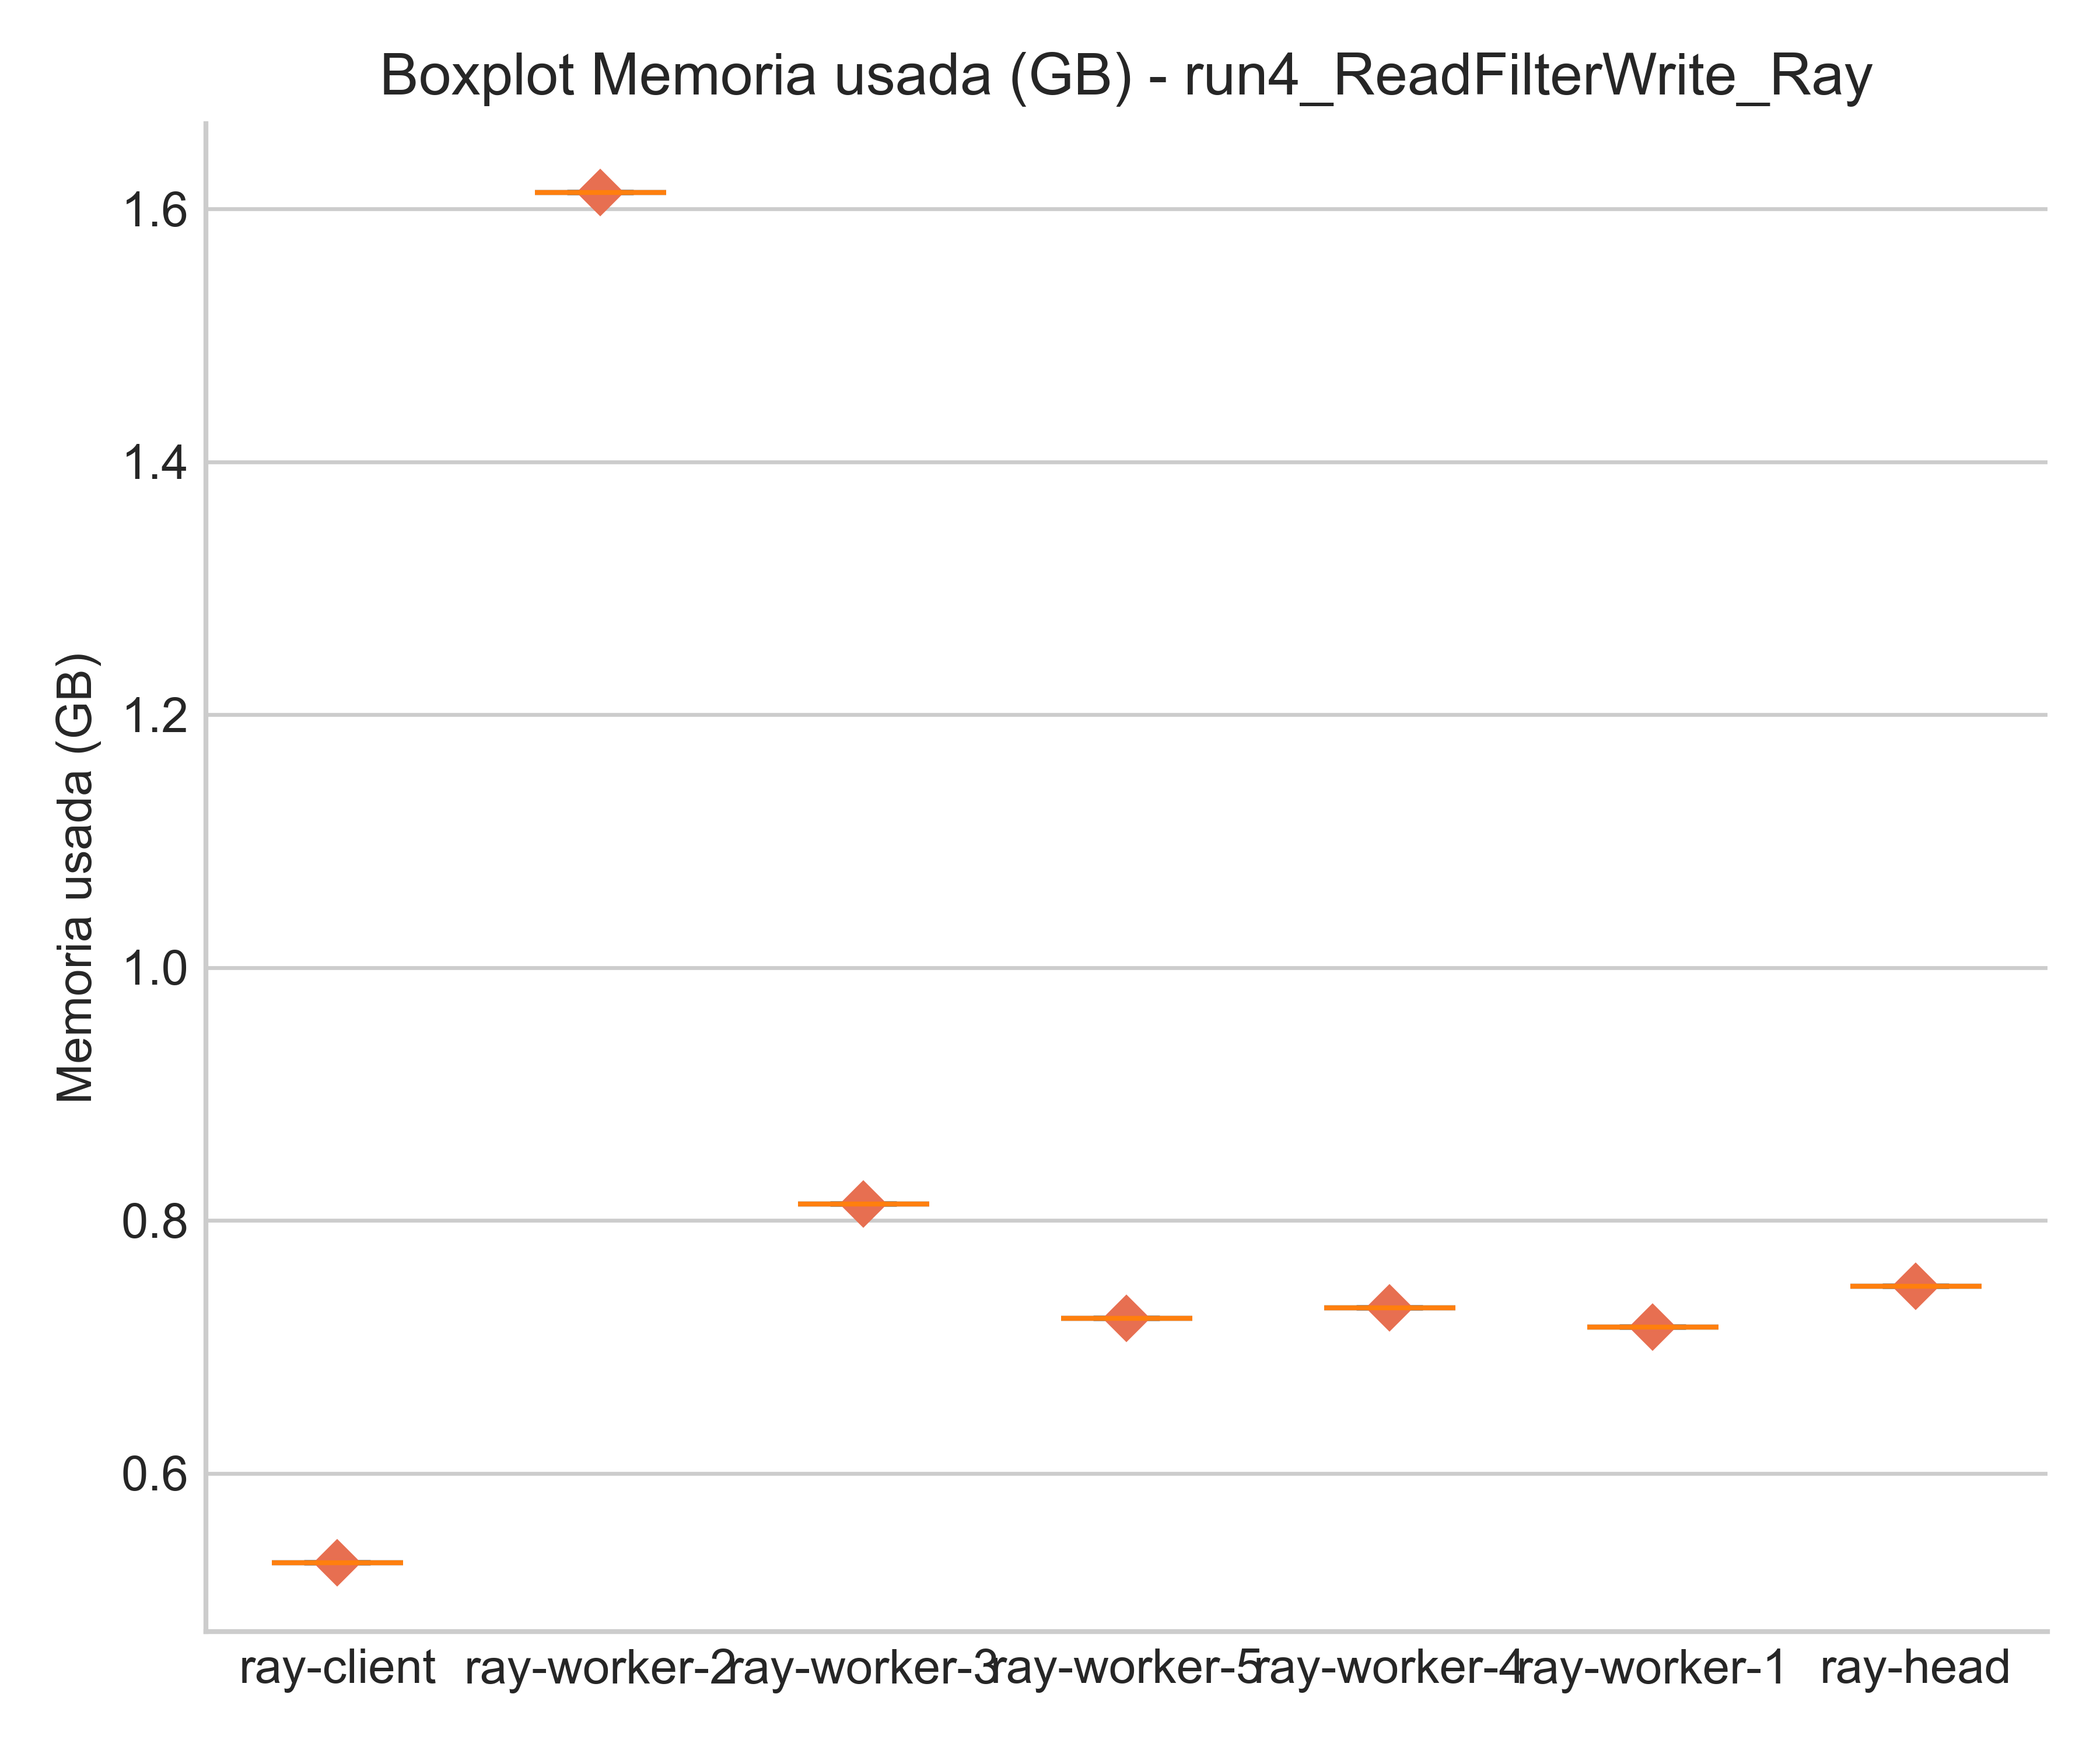 Boxplot Memoria usada (GB) - run4_ReadFilterWrite_Ray
Memoria usada (GB)
1.6
1.4
1.2
1.0
0.8
0.6
ray-client ray-worker-2 ray-worker-3 ray-worker-5 ray-worker-4 ray-worker-1 ray-head